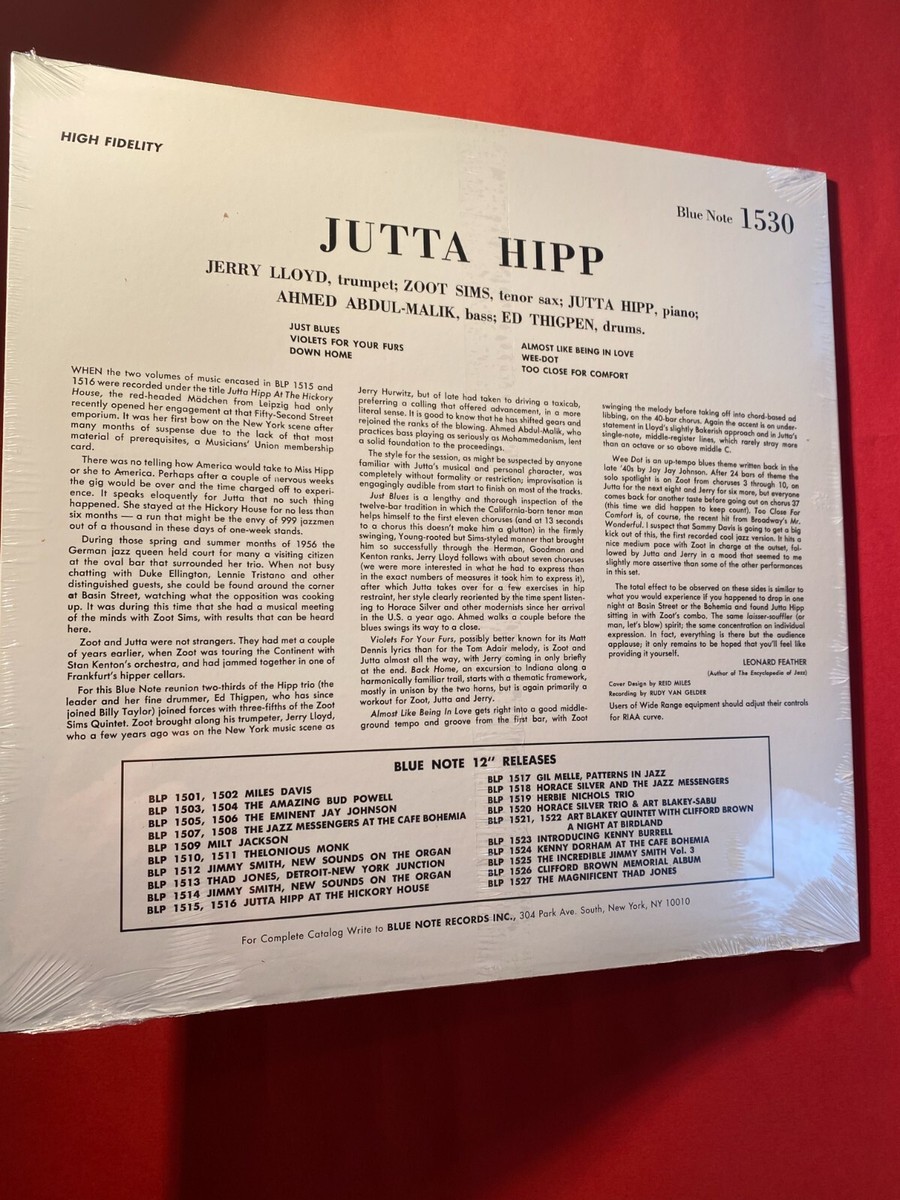 HIGH FIDELITY
Blue Note 1530
JUTTA HIPP
JERRY LLOYD, trumpet; ZOOT SIMS, tenor sax; JUTTA HIPP, piano;
AHMED ABDUL-MALIK, bass; ED THIGPEN, drums.
JUST BLUES
VIOLETS FOR YOUR FURS
DOWN HOME
ALMOST LIKE BEING IN LOVE
WEE-DOT
TOO CLOSE FOR COMFORT
WHEN the two volumes of music encased in BLP 1515 and
1516 were recorded under the title Jutta Hipp At The Hickory
House, the red-headed Mädchen from Leipzig had only
recently opened her engagement at that Fifty-Second Street
emporium. It was her first bow on the New York scene after
many months of suspense due to the lack of that most
material of prerequisites, a Musicians' Union membership
card.
There was no telling how America would take to Miss Hipp
or she to America. Perhaps after a couple of nervous weeks
the gig would be over and the time charged off to experi-
ence. It speaks eloquently for Jutta that no such thing
happened. She stayed at the Hickory House for no less than
six months — a run that might be the envy of 999 jazzmen
out of a thousand in these days of one-week stands.
During those spring and summer months of 1956 the
German jazz queen held court for many a visiting citizen
at the oval bar that surrounded her trio. When not busy
chatting with Duke Ellington, Lennie Tristano and other
distinguished guests, she could be found around the corner
at Basin Street, watching what the opposition was cooking
up. It was during this time that she had a musical meeting
of the minds with Zoot Sims, with results that can be heard
here.
Zoot and Jutta were not strangers. They had met a couple
of years earlier, when Zoot was touring the Continent with
Stan Kenton's orchestra, and had jammed together in one of
Frankfurt's hipper cellars.
For this Blue Note reunion two-thirds of the Hipp trio (the
leader and her fine drummer, Ed Thigpen, who has since
joined Billy Taylor) joined forces with three-fifths of the Zoot
Sims Quintet. Zoot brought along his trumpeter, Jerry Lloyd,
who a few years ago was on the New York music scene as
Jerry Hurwitz, but of late had taken to driving a taxicab,
preferring a calling that offered advancement, in a more
literal sense. It is good to know that he has shifted gears and
rejoined the ranks of the blowing. Ahmed Abdul-Malik, who
practices bass playing as seriously as Mohammedanism, lent
a solid foundation to the proceedings.
The style for the session, as might be suspected by anyone
familiar with Jutta's musical and personal character, was
completely without formality or restriction; improvisation is
engagingly audible from start to finish on most of the tracks.
Just Blues is a lengthy and thorough inspection of the
twelve-bar tradition in which the California-born tenor man
helps himself to the first eleven choruses (and at 13 seconds
to a chorus this doesn't make him a glutton) in the firmly
swinging, Young-rooted but Sims-styled manner that brought
him so successfully through the Herman, Goodman and
Kenton ranks. Jerry Lloyd follows with about seven choruses
(we were more interested in what he had to express than
in the exact numbers of measures it took him to express it),
after which Jutta takes over for a few exercises in hip
restraint, her style clearly reoriented by the time spent listen-
ing to Horace Silver and other modernists since her arrival
in the U.S. a year ago. Ahmed walks a couple before the
blues swings its way to a close.
Violets For Your Furs, possibly better known for its Matt
Dennis lyrics than for the Tom Adair melody, is Zoot and
Jutta almost all the way, with Jerry coming in only briefly
at the end. Back Home, an excursion to Indiana along a
harmonically familiar trail, starts with a thematic framework,
mostly in unison by the two horns, but is again primarily a
workout for Zoot, Jutta and Jerry.
Almost Like Being In Love gets right into a good middle-
ground tempo and groove from the first bar, with Zoot
swinging the melody before taking off into chord-based ad
libbing, on the 40-bar chorus. Again the accent is on under-
statement in Lloyd's slightly Bakerish approach and in Jutta's
single-note, middle-register lines, which rarely stray more
than an octave or so above middle C.
Wee Dot is an up-tempo blues theme written back in the
late '40s by Jay Jay Johnson. After 24 bars of theme the
solo spotlight is on Zoot from choruses 3 through 10, on
Jutta for the next eight and Jerry for six more, but everyone
comes back for another taste before going out on chorus 37
(this time we did happen to keep count). Too Close For
Comfort is, of course, the recent hit from Broadway's Mr.
Wonderful. I suspect that Sammy Davis is going to get a big
kick out of this, the first recorded cool jazz version. It hits a
nice medium pace with Zoot in charge at the outset, fol-
lowed by Jutta and Jerry in a mood that seemed to me
slightly more assertive than some of the other performances
in this set.
The total effect to be observed on these sides is similar to
what you would experience if you happened to drop in one
night at Basin Street or the Bohemia and found Jutta Hipp
sitting in with Zoot's combo. The same laisser-souffler (or
man, let's blow) spirit; the same concentration on individual
expression. In fact, everything is there but the audience
applause; it only remains to be hoped that you'll feel like
providing it yourself.
LEONARD FEATHER
(Author of The Encyclopedia of Jazz)
Cover Design by REID MILES
Recording by RUDY VAN GELDER
Users of Wide Range equipment should adjust their controls
for RIAA curve.
BLUE NOTE 12" RELEASES
BLP 1501, 1502 MILES DAVIS
BLP 1503, 1504 THE AMAZING BUD POWELL
BLP 1505, 1506 THE EMINENT JAY JOHNSON
BLP 1507, 1508 THE JAZZ MESSENGERS AT THE CAFE BOHEMIA
BLP 1509 MILT JACKSON
BLP 1510, 1511 THELONIOUS MONK
BLP 1512 JIMMY SMITH, NEW SOUNDS ON THE ORGAN
BLP 1513 THAD JONES, DETROIT-NEW YORK JUNCTION
BLP 1514 JIMMY SMITH, NEW SOUNDS ON THE ORGAN
BLP 1515, 1516 JUTTA HIPP AT THE HICKORY HOUSE
BLP 1517 GIL MELLE, PATTERNS IN JAZZ
BLP 1518 HORACE SILVER AND THE JAZZ MESSENGERS
BLP 1519 HERBIE NICHOLS TRIO
BLP 1520 HORACE SILVER TRIO & ART BLAKEY-SABU
BLP 1521, 1522 ART BLAKEY QUINTET WITH CLIFFORD BROWN
A NIGHT AT BIRDLAND
BLP 1523 INTRODUCING KENNY BURRELL
BLP 1524 KENNY DORHAM AT THE CAFE BOHEMIA
BLP 1525 THE INCREDIBLE JIMMY SMITH Vol. 3
BLP 1526 CLIFFORD BROWN MEMORIAL ALBUM
BLP 1527 THE MAGNIFICENT THAD JONES
For Complete Catalog Write to BLUE NOTE RECORDS INC., 304 Park Ave. South, New York, NY 10010